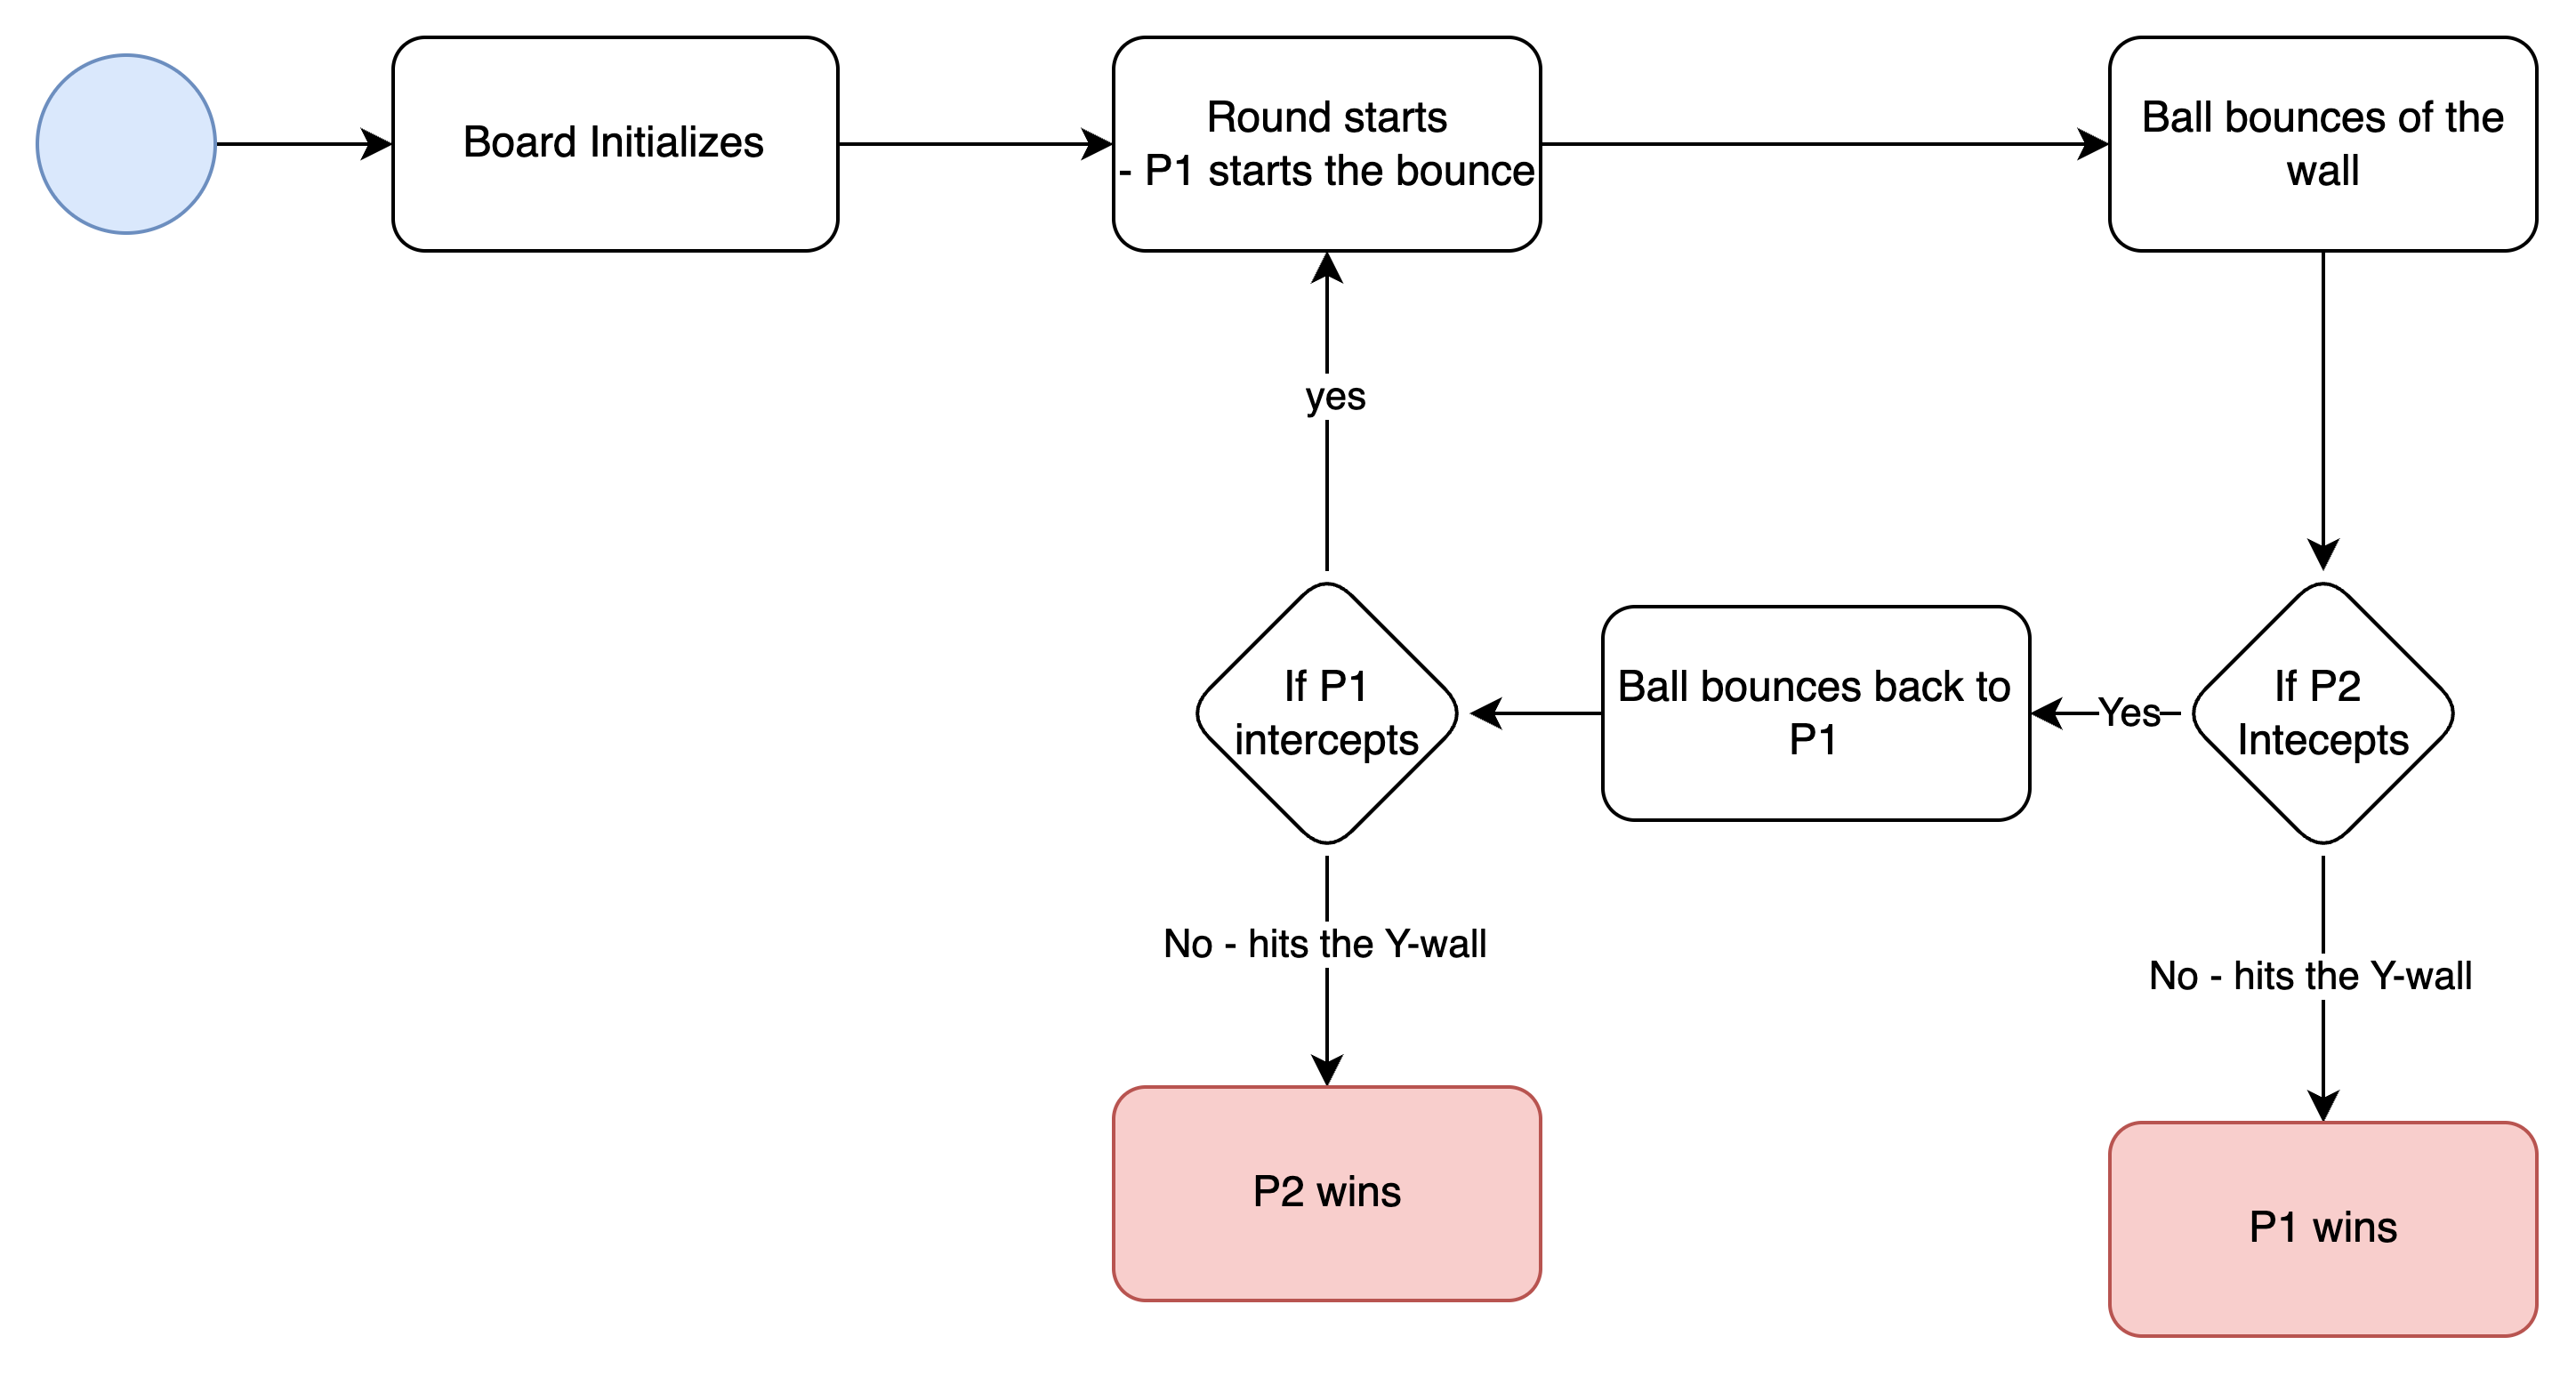 Board Initializes
Round starts
- P1 starts the bounce
Ball bounces of the
wall
yes
If P1
intercepts
Ball bounces back to
P1
Yes
If P2
Intecepts
No - hits the Y-wall
No - hits the Y-wall
P2 wins
P1 wins